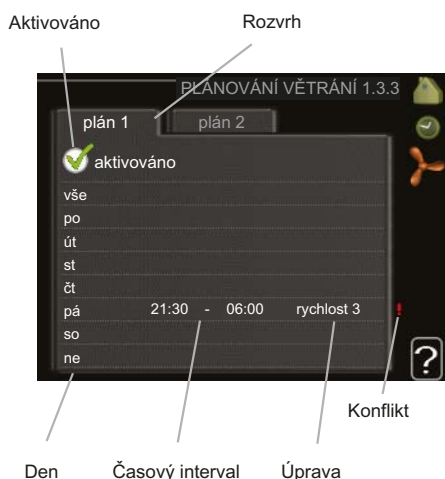 Aktivováno Rozvrh
PLÁNOVÁNÍ VĚTRÁNÍ 1.3.3
plán 1 plán 2
aktivováno
vše
po
út
st
čt
pá 21:30 - 06:00 rychlost 3 !
so
ne
?
Konflikt
Den Časový interval Úprava